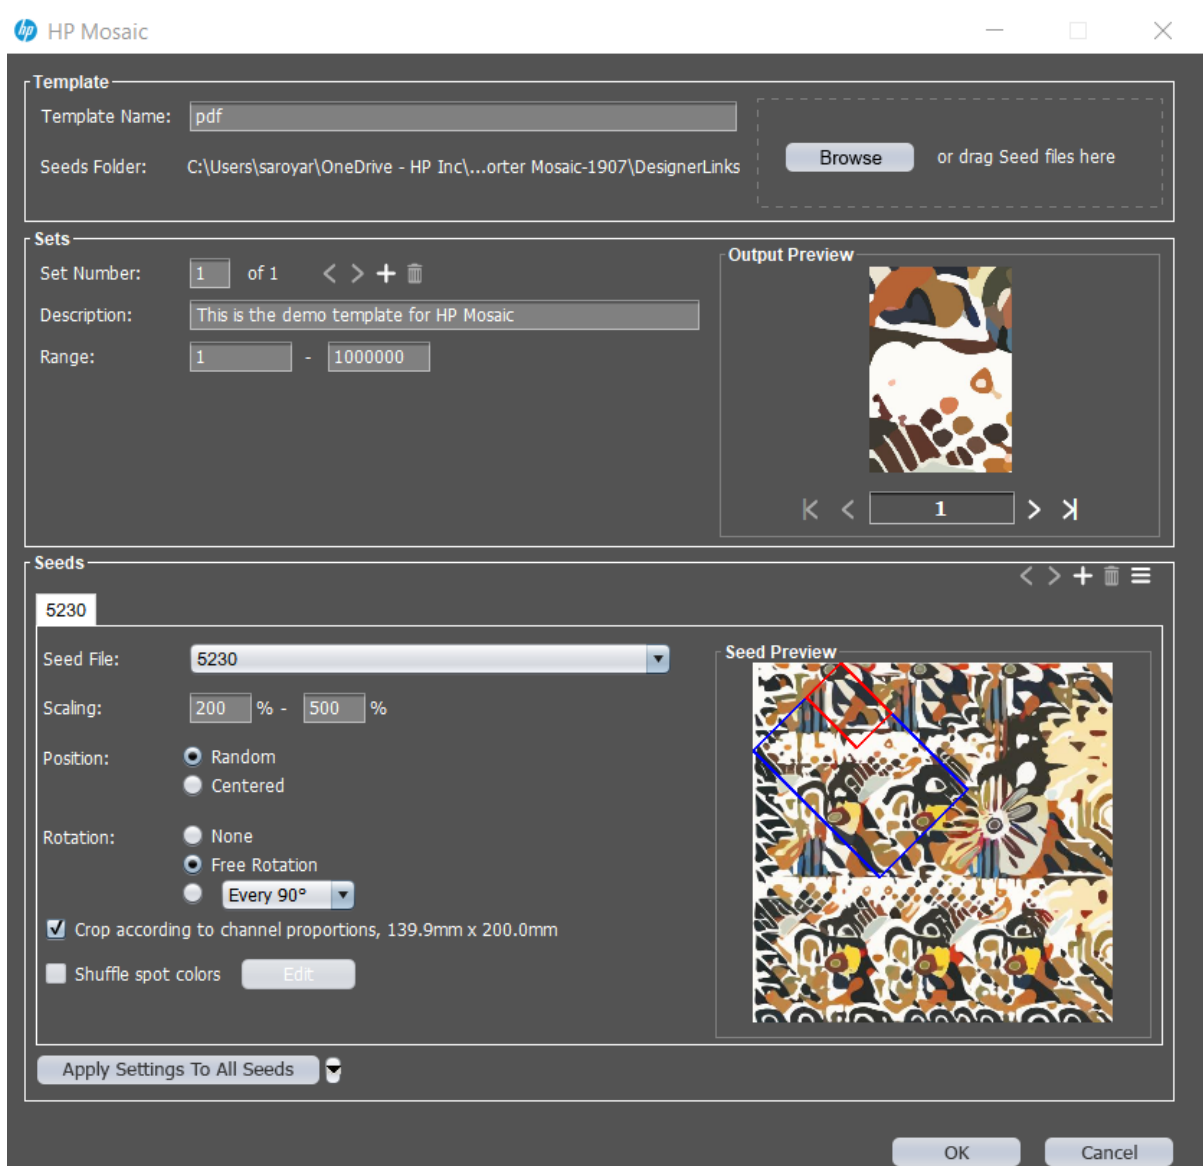 hp HP Mosaic
Template
Template Name: pdf
Seeds Folder: C:\Users\saroyar\OneDrive - HP Inc\...orter Mosaic-1907\DesignerLinks
Browse or drag Seed files here
Sets
Set Number: 1 of 1
Description: This is the demo template for HP Mosaic
Range: 1 - 1000000
Output Preview
1
Seeds
5230
Seed File: 5230
Scaling: 200 % - 500 %
Position: Random
Centered
Rotation: None
Free Rotation
Every 90°
Crop according to channel proportions, 139.9mm x 200.0mm
Shuffle spot colors Edit
Seed Preview
Apply Settings To All Seeds
OK Cancel